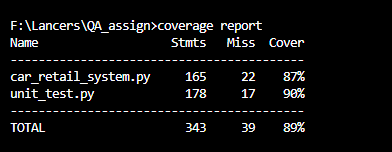 F:\Lancers\QA_assign>coverage report
Name                   Stmts   Miss  Cover
------------------------------------------
car_retail_system.py     165     22    87%
unit_test.py             178     17    90%
------------------------------------------
TOTAL                    343     39    89%